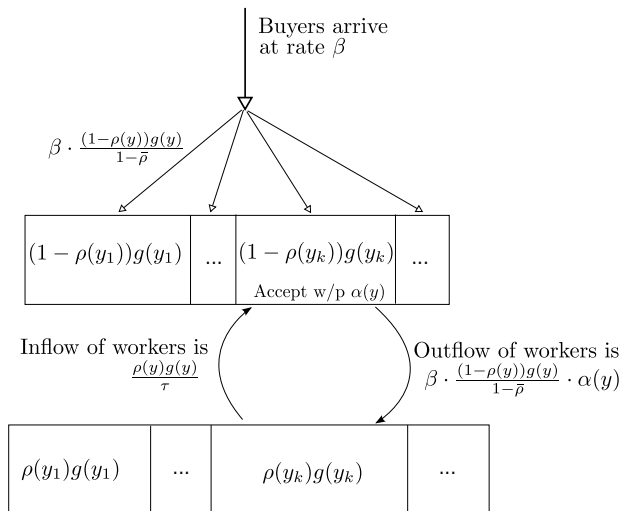 Buyers arrive
at rate β
β · (1−ρ(y))g(y) / 1−ρ̄
(1 − ρ(y₁))g(y₁) ... (1 − ρ(yₖ))g(yₖ) ...
Accept w/p α(y)
Inflow of workers is
ρ(y)g(y) / τ
Outflow of workers is
β · (1−ρ(y))g(y) / 1−ρ̄ · α(y)
ρ(y₁)g(y₁) ... ρ(yₖ)g(yₖ) ...